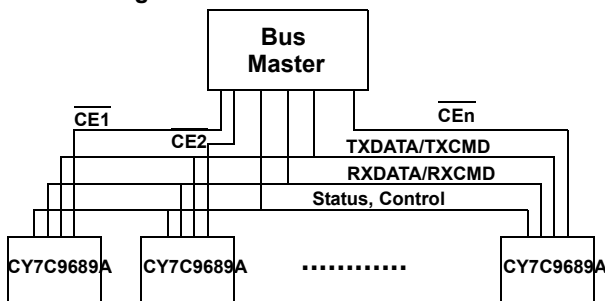 Bus
Master
CE1
CE2
CEn
TXDATA/TXCMD
RXDATA/RXCMD
Status, Control
CY7C9689A
CY7C9689A
............
CY7C9689A